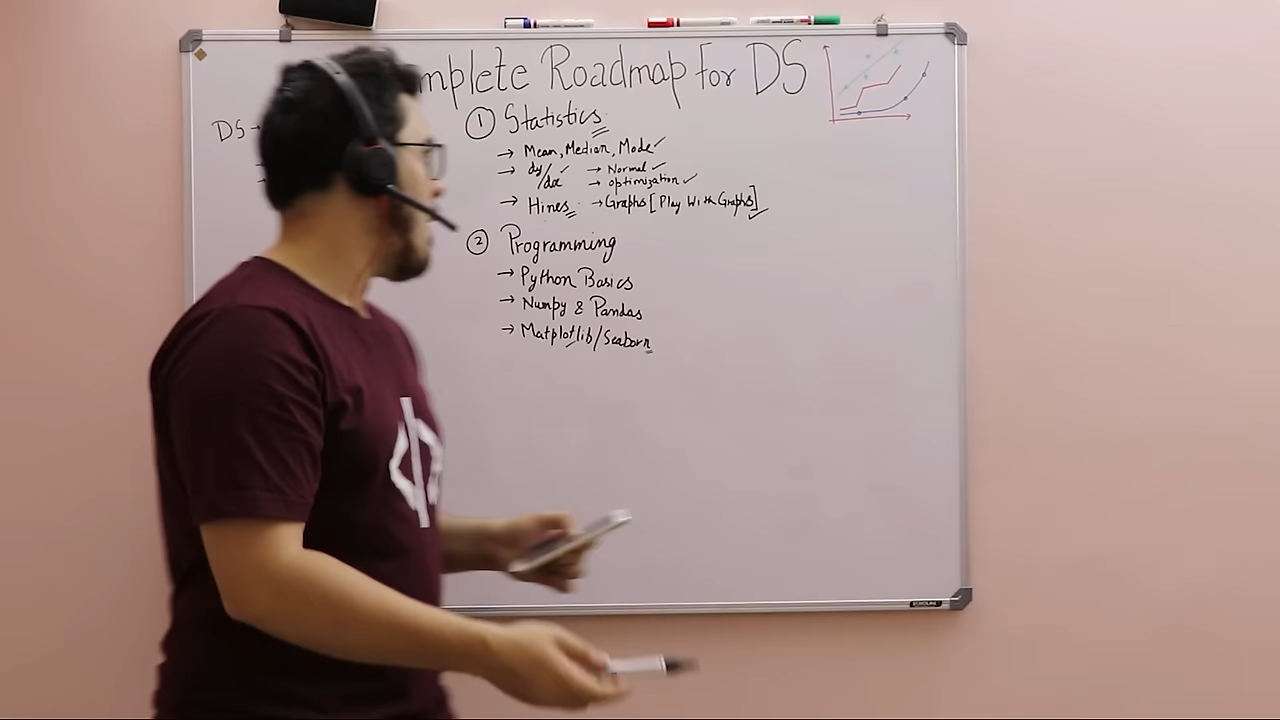 mplete Roadmap for DS
DS →
① Statistics
→ Mean, Median, Mode ✓
→ dy/dx ✓ → Normal ✓
→ optimization ✓
→ Hines → Graphs [Play With Graphs] ✓
② Programming
→ Python Basics
→ Numpy & Pandas
→ Matplotlib/Seaborn